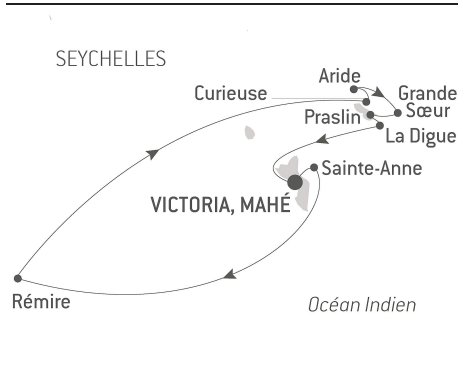 SEYCHELLES
Aride
Curieuse
Grande
Sœur
Praslin
La Digue
Sainte-Anne
VICTORIA, MAHÉ
Rémire
Océan Indien